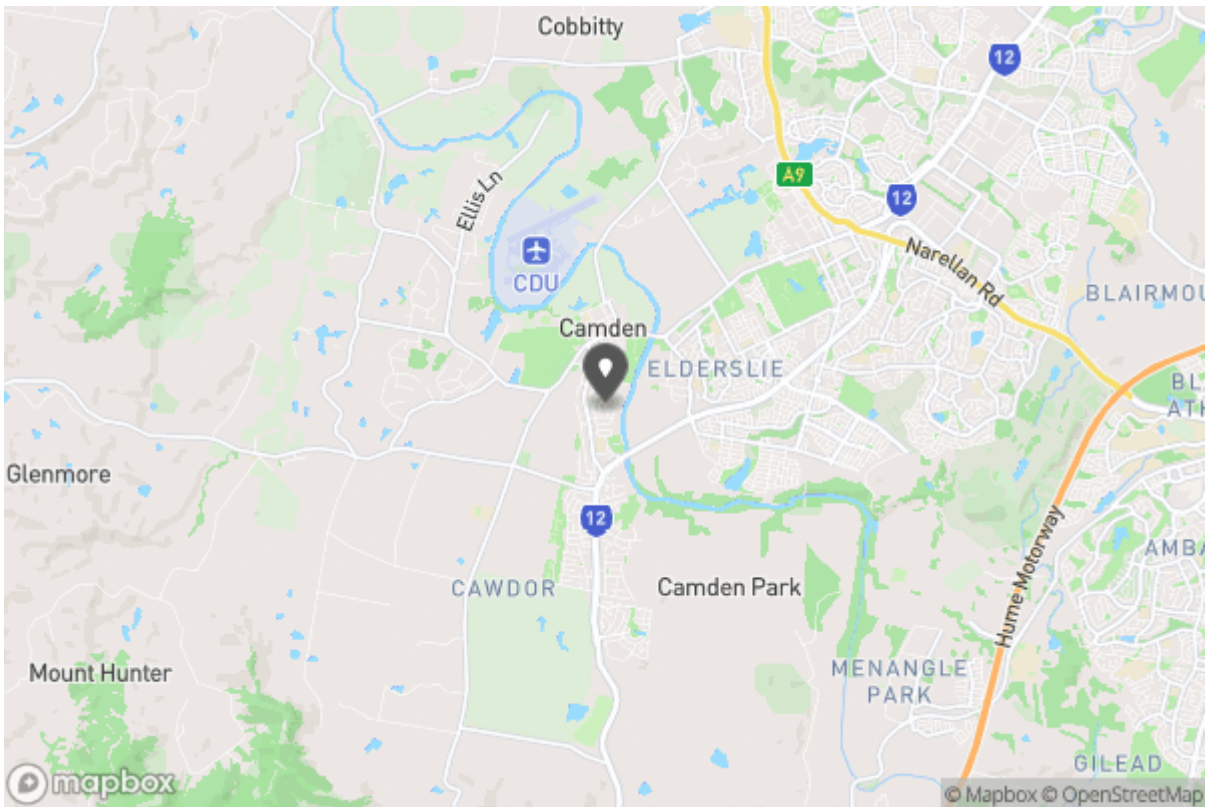 Cobbitty
12
A9
12
Ellis Ln
CDU
Narellan Rd
BLAIRMOU
Camden
ELDERSLIE
BL
ATH
Glenmore
12
Hume Motorway
AMBA
CAWDOR
Camden Park
Mount Hunter
MENANGLE
PARK
GILEAD
mapbox
© Mapbox © OpenStreetMap